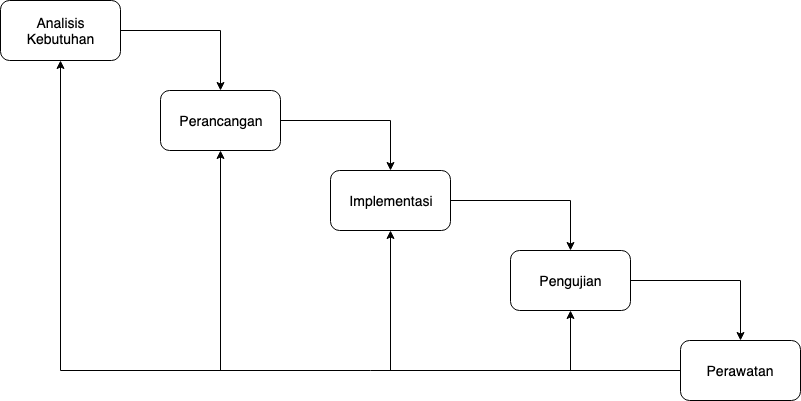 Analisis
Kebutuhan
Perancangan
Implementasi
Pengujian
Perawatan